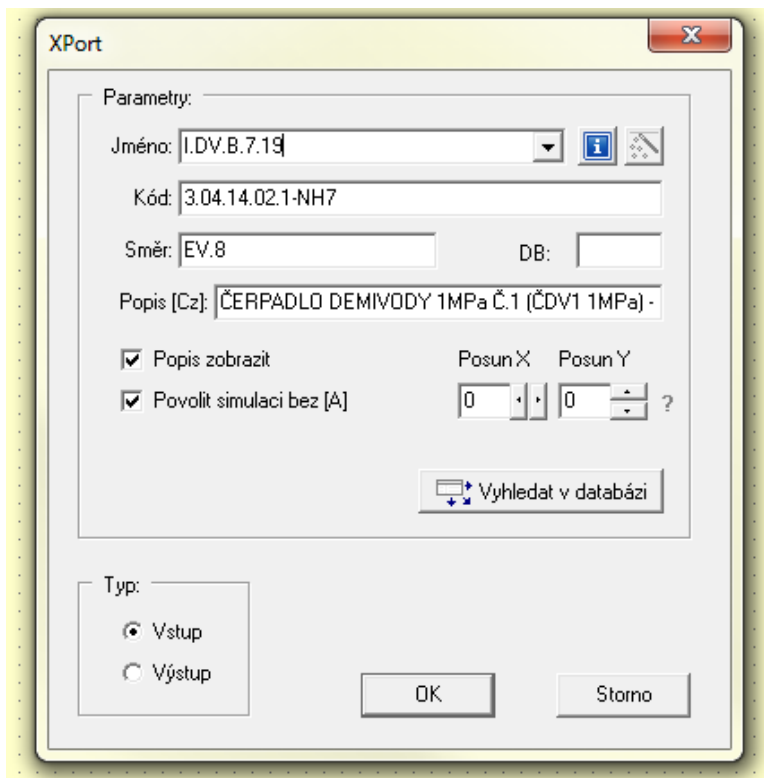 XPort
Parametry:
Jméno: I.DV.B.7.19
Kód: 3.04.14.02.1-NH7
Směr: EV.8 DB:
Popis [Cz]: ČERPADLO DEMIVODY 1MPa Č.1 (ČDV1 1MPa) -
Popis zobrazit Posun X Posun Y
Povolit simulaci bez [A] 0 0 ?
Vyhledat v databázi
Typ:
Vstup
Výstup
OK Storno